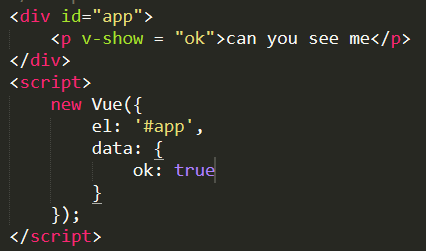 <div id="app">
    <p v-show = "ok">can you see me</p>
</div>
<script>
    new Vue({
        el: '#app',
        data: {
            ok: true
        }
    });
</script>